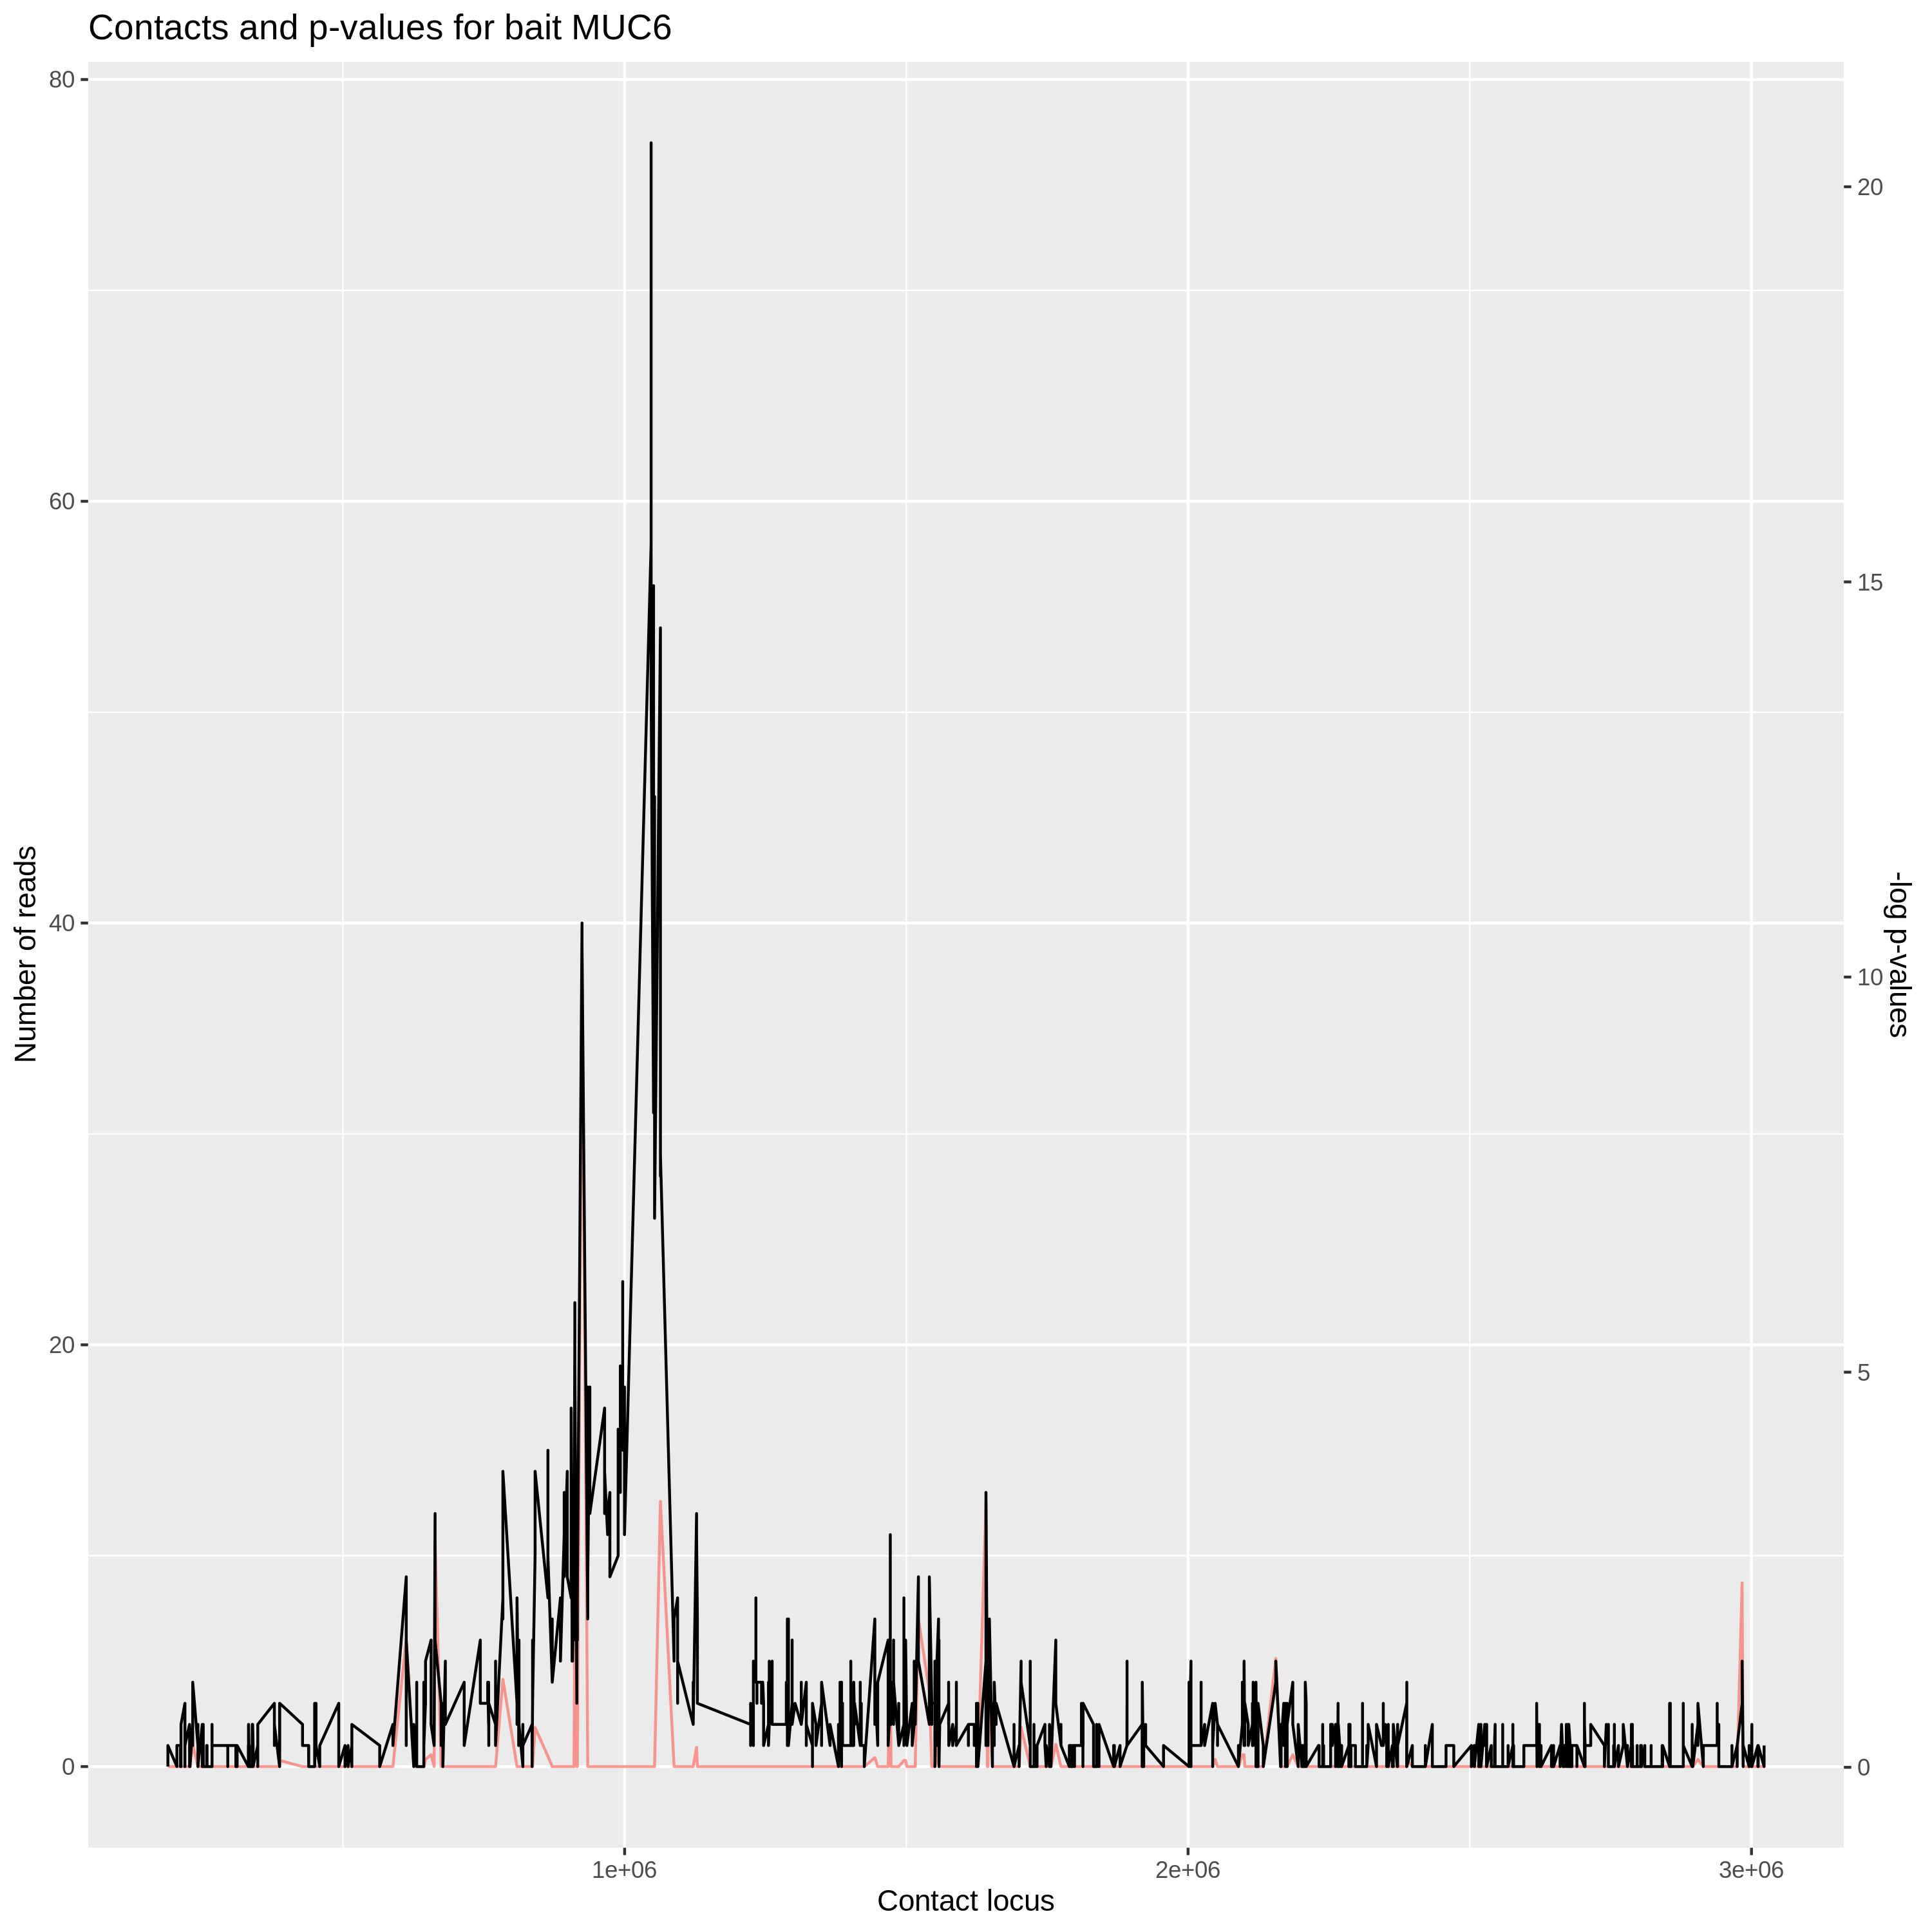 Contacts and p-values for bait MUC6
80
60
40
20
0
Number of reads
20
15
10
5
0
-log p-values
1e+06
2e+06
3e+06
Contact locus